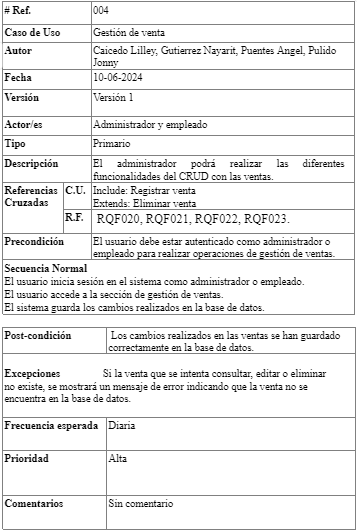 # Ref. 004
Caso de Uso Gestión de venta
Autor Caicedo Lilley, Gutierrez Nayarit, Puentes Angel, Pulido
Jonny
Fecha 10-06-2024
Versión Versión 1
Actor/es Administrador y empleado
Tipo Primario
Descripción El administrador podrá realizar las diferentes
funcionalidades del CRUD con las ventas.
Referencias Cruzadas C.U. Include: Registrar venta
Extends: Eliminar venta
R.F. RQF020, RQF021, RQF022, RQF023.
Precondición El usuario debe estar autenticado como administrador o
empleado para realizar operaciones de gestión de ventas.
Secuencia Normal
El usuario inicia sesión en el sistema como administrador o empleado.
El usuario accede a la sección de gestión de ventas.
El sistema guarda los cambios realizados en la base de datos.
Post-condición Los cambios realizados en las ventas se han guardado
correctamente en la base de datos.
Excepciones Si la venta que se intenta consultar, editar o eliminar
no existe, se mostrará un mensaje de error indicando que la venta no se
encuentra en la base de datos.
Frecuencia esperada Diaria
Prioridad Alta
Comentarios Sin comentario